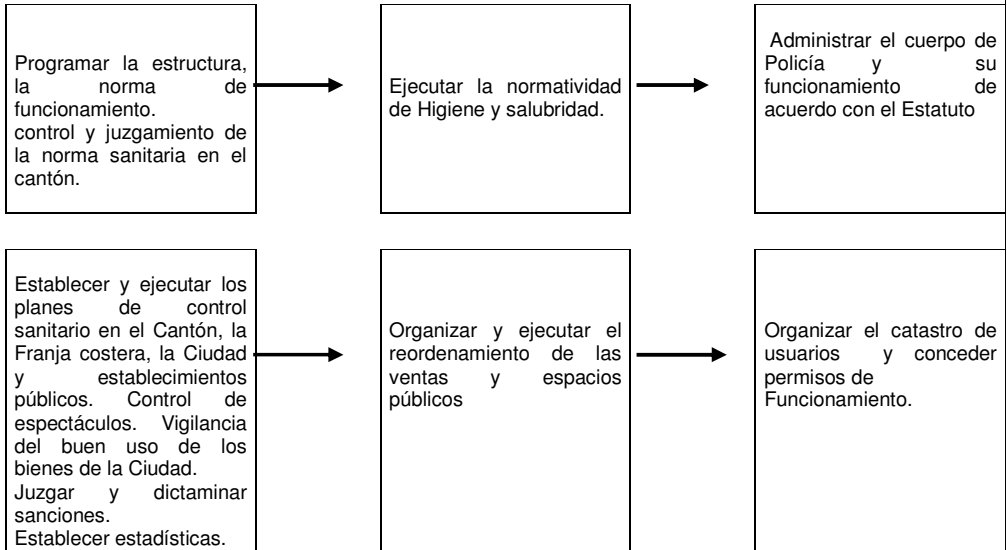 Programar la estructura,
la norma de
funcionamiento.
control y juzgamiento de
la norma sanitaria en el
cantón.
Ejecutar la normatividad
de Higiene y salubridad.
Administrar el cuerpo de
Policía y su
funcionamiento de
acuerdo con el Estatuto
Establecer y ejecutar los
planes de control
sanitario en el Cantón, la
Franja costera, la Ciudad
y establecimientos
públicos. Control de
espectáculos. Vigilancia
del buen uso de los
bienes de la Ciudad.
Juzgar y dictaminar
sanciones.
Establecer estadísticas.
Organizar y ejecutar el
reordenamiento de las
ventas y espacios
públicos
Organizar el catastro de
usuarios y conceder
permisos de
Funcionamiento.